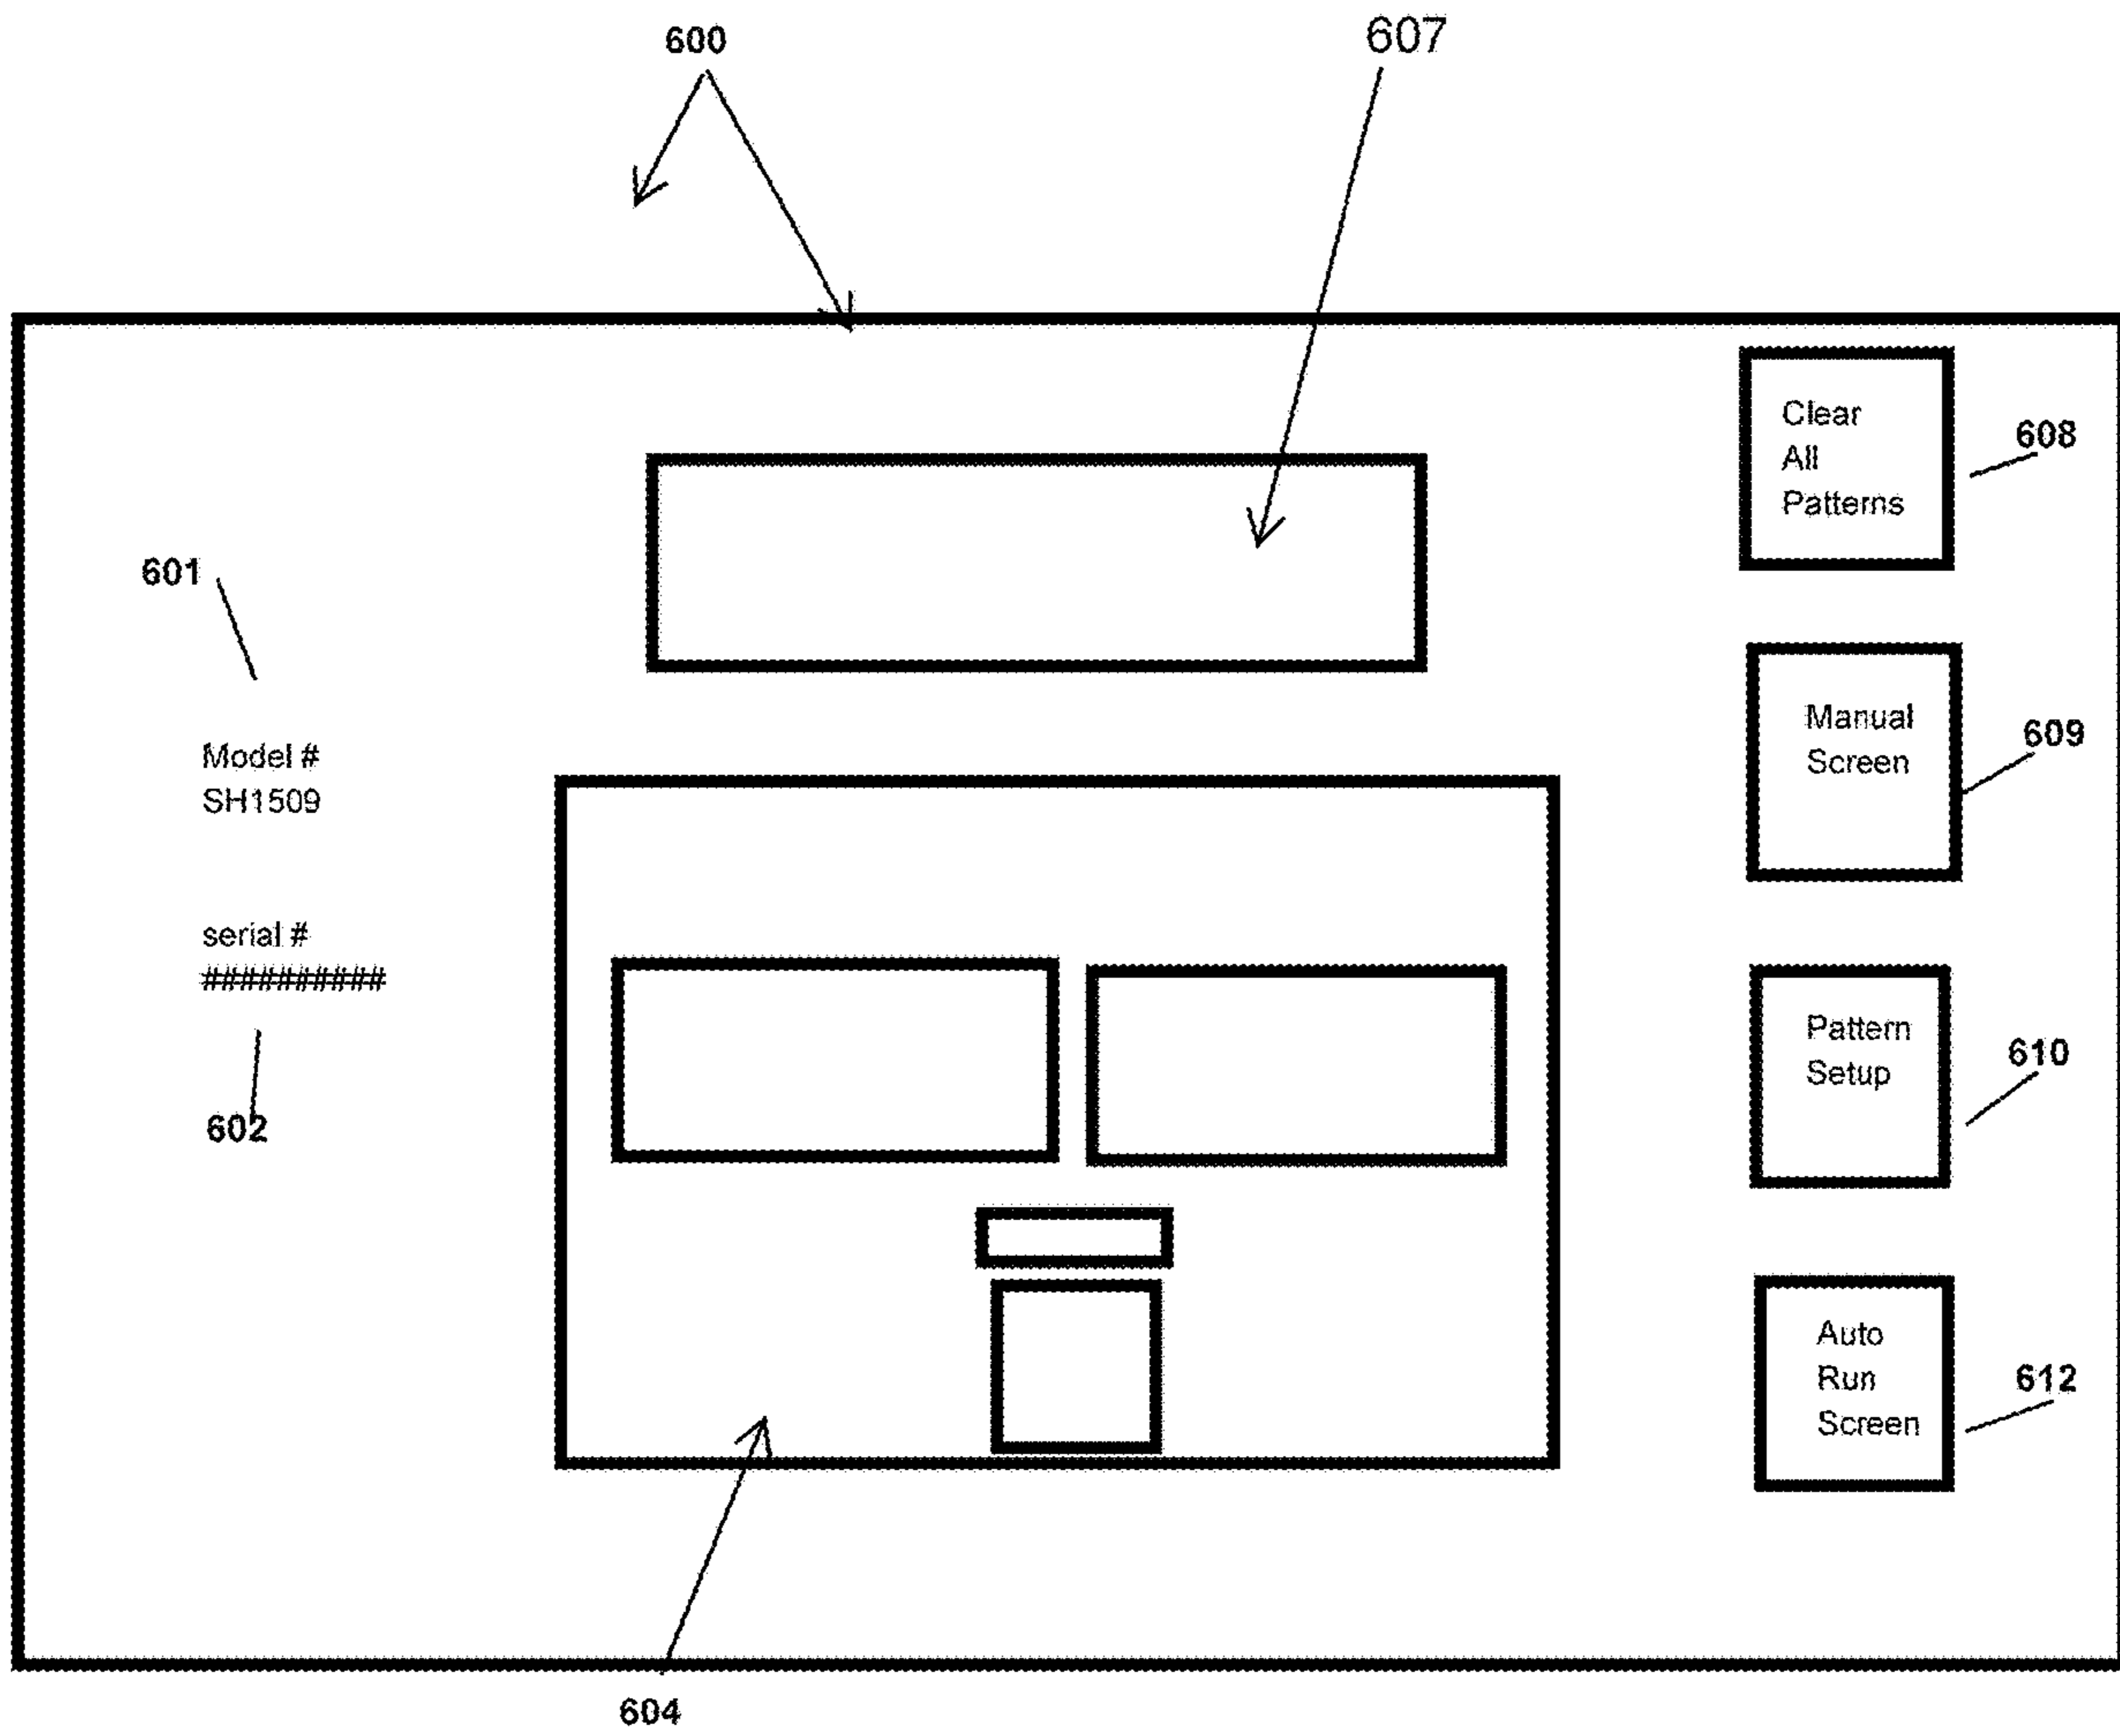 600
607
Clear
All
Patterns
608
601
Manual
Screen
609
Model #
SH1509
serial #
##########
602
Pattern
Setup
610
Auto
Run
Screen
612
604